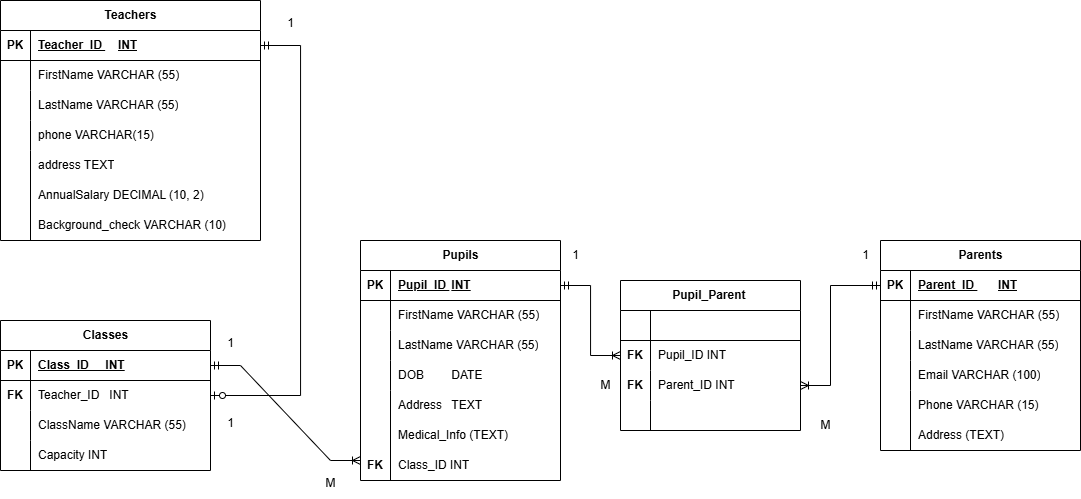 Teachers
1
PK Teacher_ID INT
FirstName VARCHAR (55)
LastName VARCHAR (55)
phone VARCHAR(15)
address TEXT
AnnualSalary DECIMAL (10, 2)
Background_check VARCHAR (10)
Classes
1
PK Class_ID INT
FK Teacher_ID INT
1
ClassName VARCHAR (55)
Capacity INT
Pupils
1
PK Pupil_ID INT
FirstName VARCHAR (55)
LastName VARCHAR (55)
DOB DATE
Address TEXT
Medical_Info (TEXT)
FK Class_ID INT
M
Pupil_Parent
FK Pupil_ID INT
M
FK Parent_ID INT
M
Parents
1
PK Parent_ID INT
FirstName VARCHAR (55)
LastName VARCHAR (55)
Email VARCHAR (100)
Phone VARCHAR (15)
Address (TEXT)